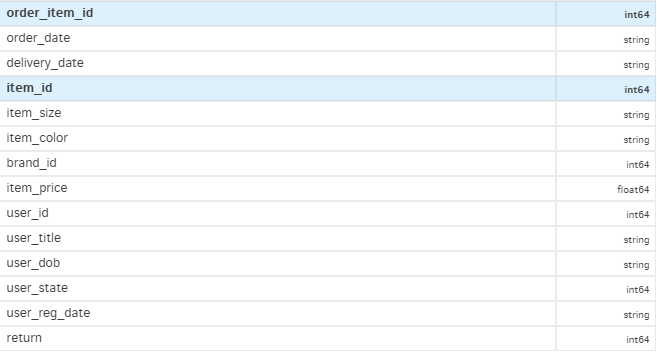 order_item_id int64
order_date string
delivery_date string
item_id int64
item_size string
item_color string
brand_id int64
item_price float64
user_id int64
user_title string
user_dob string
user_state int64
user_reg_date string
return int64